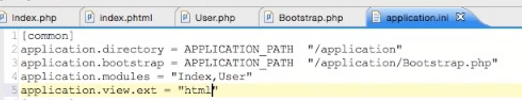 Index.php index.phtml User.php Bootstrap.php application.ini
1 [common]
2 application.directory = APPLICATION_PATH "/application"
3 application.bootstrap = APPLICATION_PATH "/application/Bootstrap.php"
4 application.modules = "Index,User"
5 application.view.ext = "html"